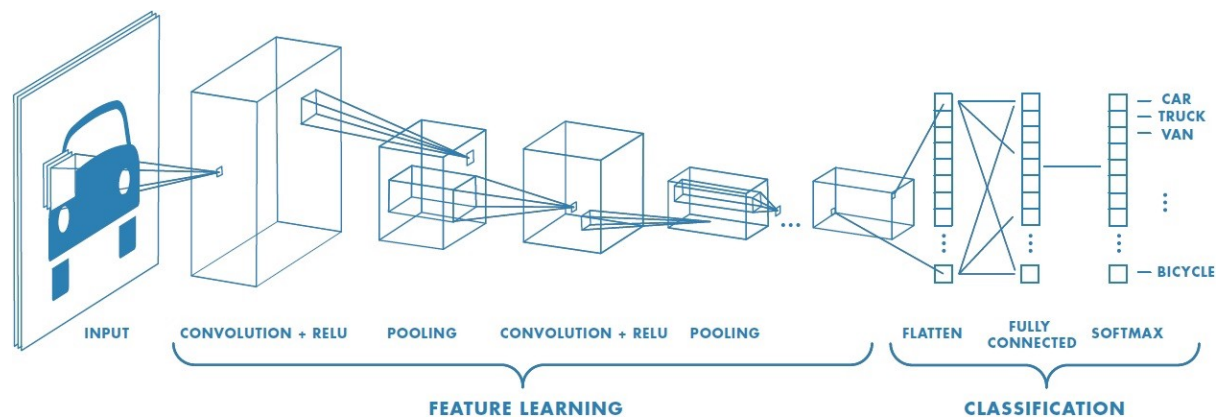 CAR
TRUCK
VAN
BICYCLE
INPUT
CONVOLUTION + RELU
POOLING
CONVOLUTION + RELU
POOLING
FLATTEN
FULLY
CONNECTED
SOFTMAX
FEATURE LEARNING
CLASSIFICATION